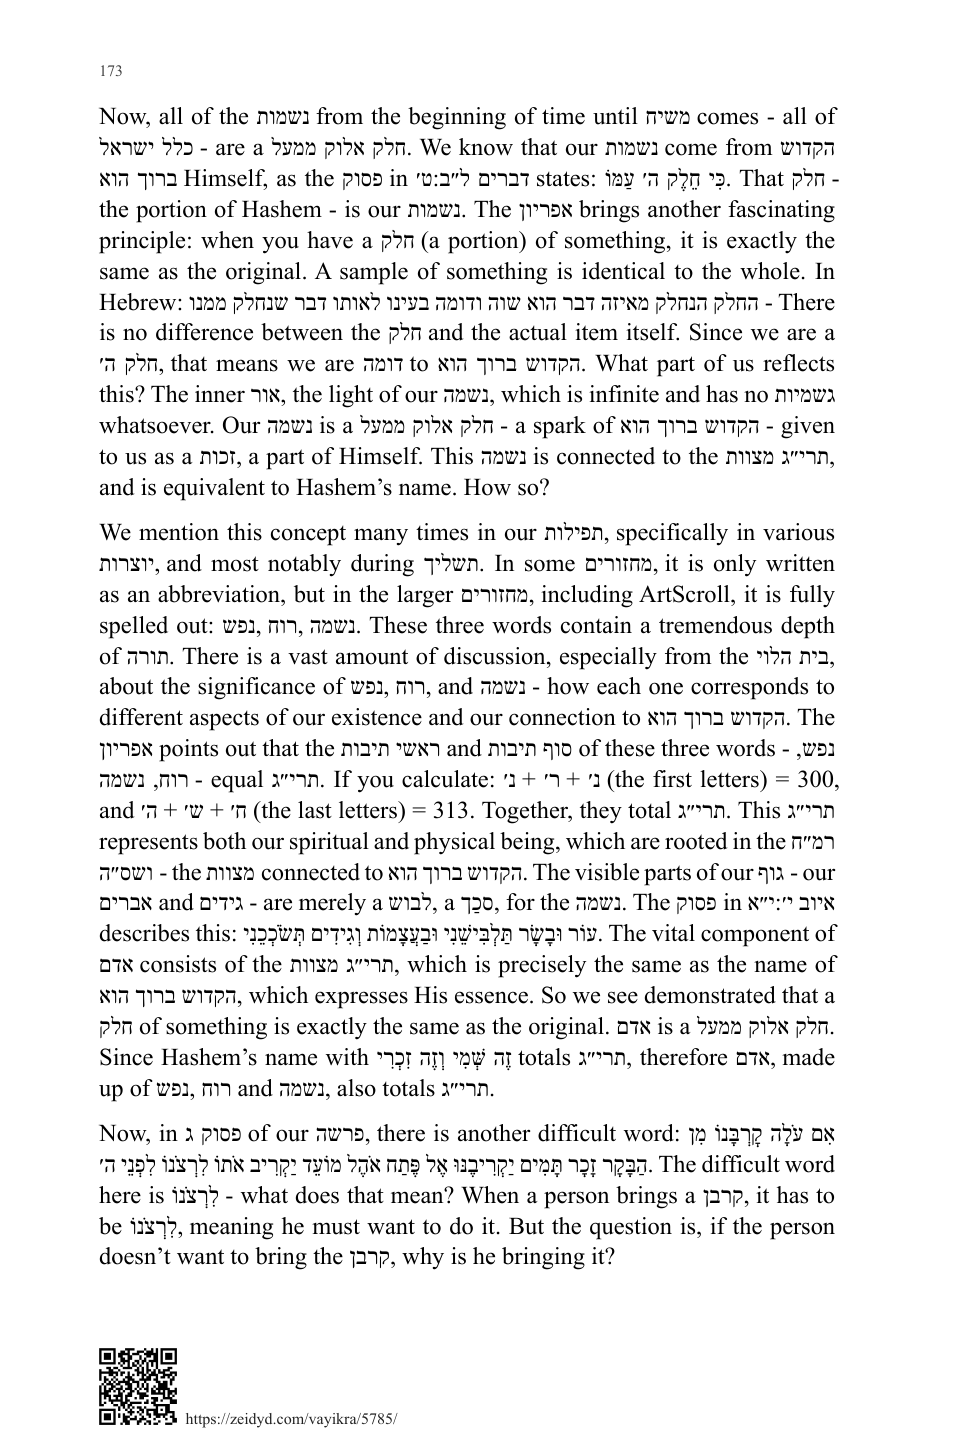 173
Now, all of the נשמות from the beginning of time until משיח comes - all of
כלל ישראל - are a חלק אלוק ממעל. We know that our נשמות come from הקדוש
ברוך הוא Himself, as the פסוק in דברים ל״ב:ט׳ states: כִּי חֵלֶק ה׳ עַמּוֹ. That חלק -
the portion of Hashem - is our נשמות. The אפריון brings another fascinating
principle: when you have a חלק (a portion) of something, it is exactly the
same as the original. A sample of something is identical to the whole. In
Hebrew: החלק הנחלק מאיזה דבר הוא שוה ודומה בעינו לאותו דבר שנחלק ממנו - There
is no difference between the חלק and the actual item itself. Since we are a
חלק ה׳, that means we are דומה to הקדוש ברוך הוא. What part of us reflects
this? The inner אור, the light of our נשמה, which is infinite and has no גשמיות
whatsoever. Our נשמה is a חלק אלוק ממעל - a spark of הקדוש ברוך הוא - given
to us as a זכות, a part of Himself. This נשמה is connected to the תרי״ג מצוות,
and is equivalent to Hashem’s name. How so?
We mention this concept many times in our תפילות, specifically in various
יוצרות, and most notably during תשליך. In some מחזורים, it is only written
as an abbreviation, but in the larger מחזורים, including ArtScroll, it is fully
spelled out: נשמה, רוח, נפש. These three words contain a tremendous depth
of תורה. There is a vast amount of discussion, especially from the בית הלוי,
about the significance of נפש, רוח, and נשמה - how each one corresponds to
different aspects of our existence and our connection to הקדוש ברוך הוא. The
אפריון points out that the ראשי תיבות and סוף תיבות of these three words - נפש,
רוח, נשמה - equal תרי״ג. If you calculate: נ׳ + ר׳ + נ׳ (the first letters) = 300,
and ח׳ + ש׳ + ה׳ (the last letters) = 313. Together, they total תרי״ג. This תרי״ג
represents both our spiritual and physical being, which are rooted in the רמ״ח
ושס״ה - the מצוות connected to הקדוש ברוך הוא. The visible parts of our גוף - our
אברים and גידים - are merely a לבוש, a סכַך, for the נשמה. The פסוק in איוב י׳:י״א
describes this: עוֹר וּבָשָׂר תַּלְבִּישֵׁנִי וּבַעֲצָמוֹת וְגִידִים תְּשֹׂכְכֵנִי. The vital component of
אדם consists of the תרי״ג מצוות, which is precisely the same as the name of
הקדוש ברוך הוא, which expresses His essence. So we see demonstrated that a
חלק of something is exactly the same as the original. אדם is a חלק אלוק ממעל.
Since Hashem’s name with זֶה שְּׁמִי וְזֶה זִכְרִי totals תרי״ג, therefore אדם, made
up of נפש, רוח and נשמה, also totals תרי״ג.
Now, in פסוק ג of our פרשה, there is another difficult word: אִם עֹלָה קָרְבָּנוֹ מִן
הַבָּקָר זָכָר תָּמִים יַקְרִיבֶנּוּ אֶל פֶּתַח אֹהֶל מוֹעֵד יַקְרִיב אֹתוֹ לִרְצֹנוֹ לִפְנֵי ה׳. The difficult word
here is לִרְצֹנוֹ - what does that mean? When a person brings a קרבן, it has to
be לִרְצֹנוֹ, meaning he must want to do it. But the question is, if the person
doesn’t want to bring the קרבן, why is he bringing it?
https://zeidyd.com/vayikra/5785/